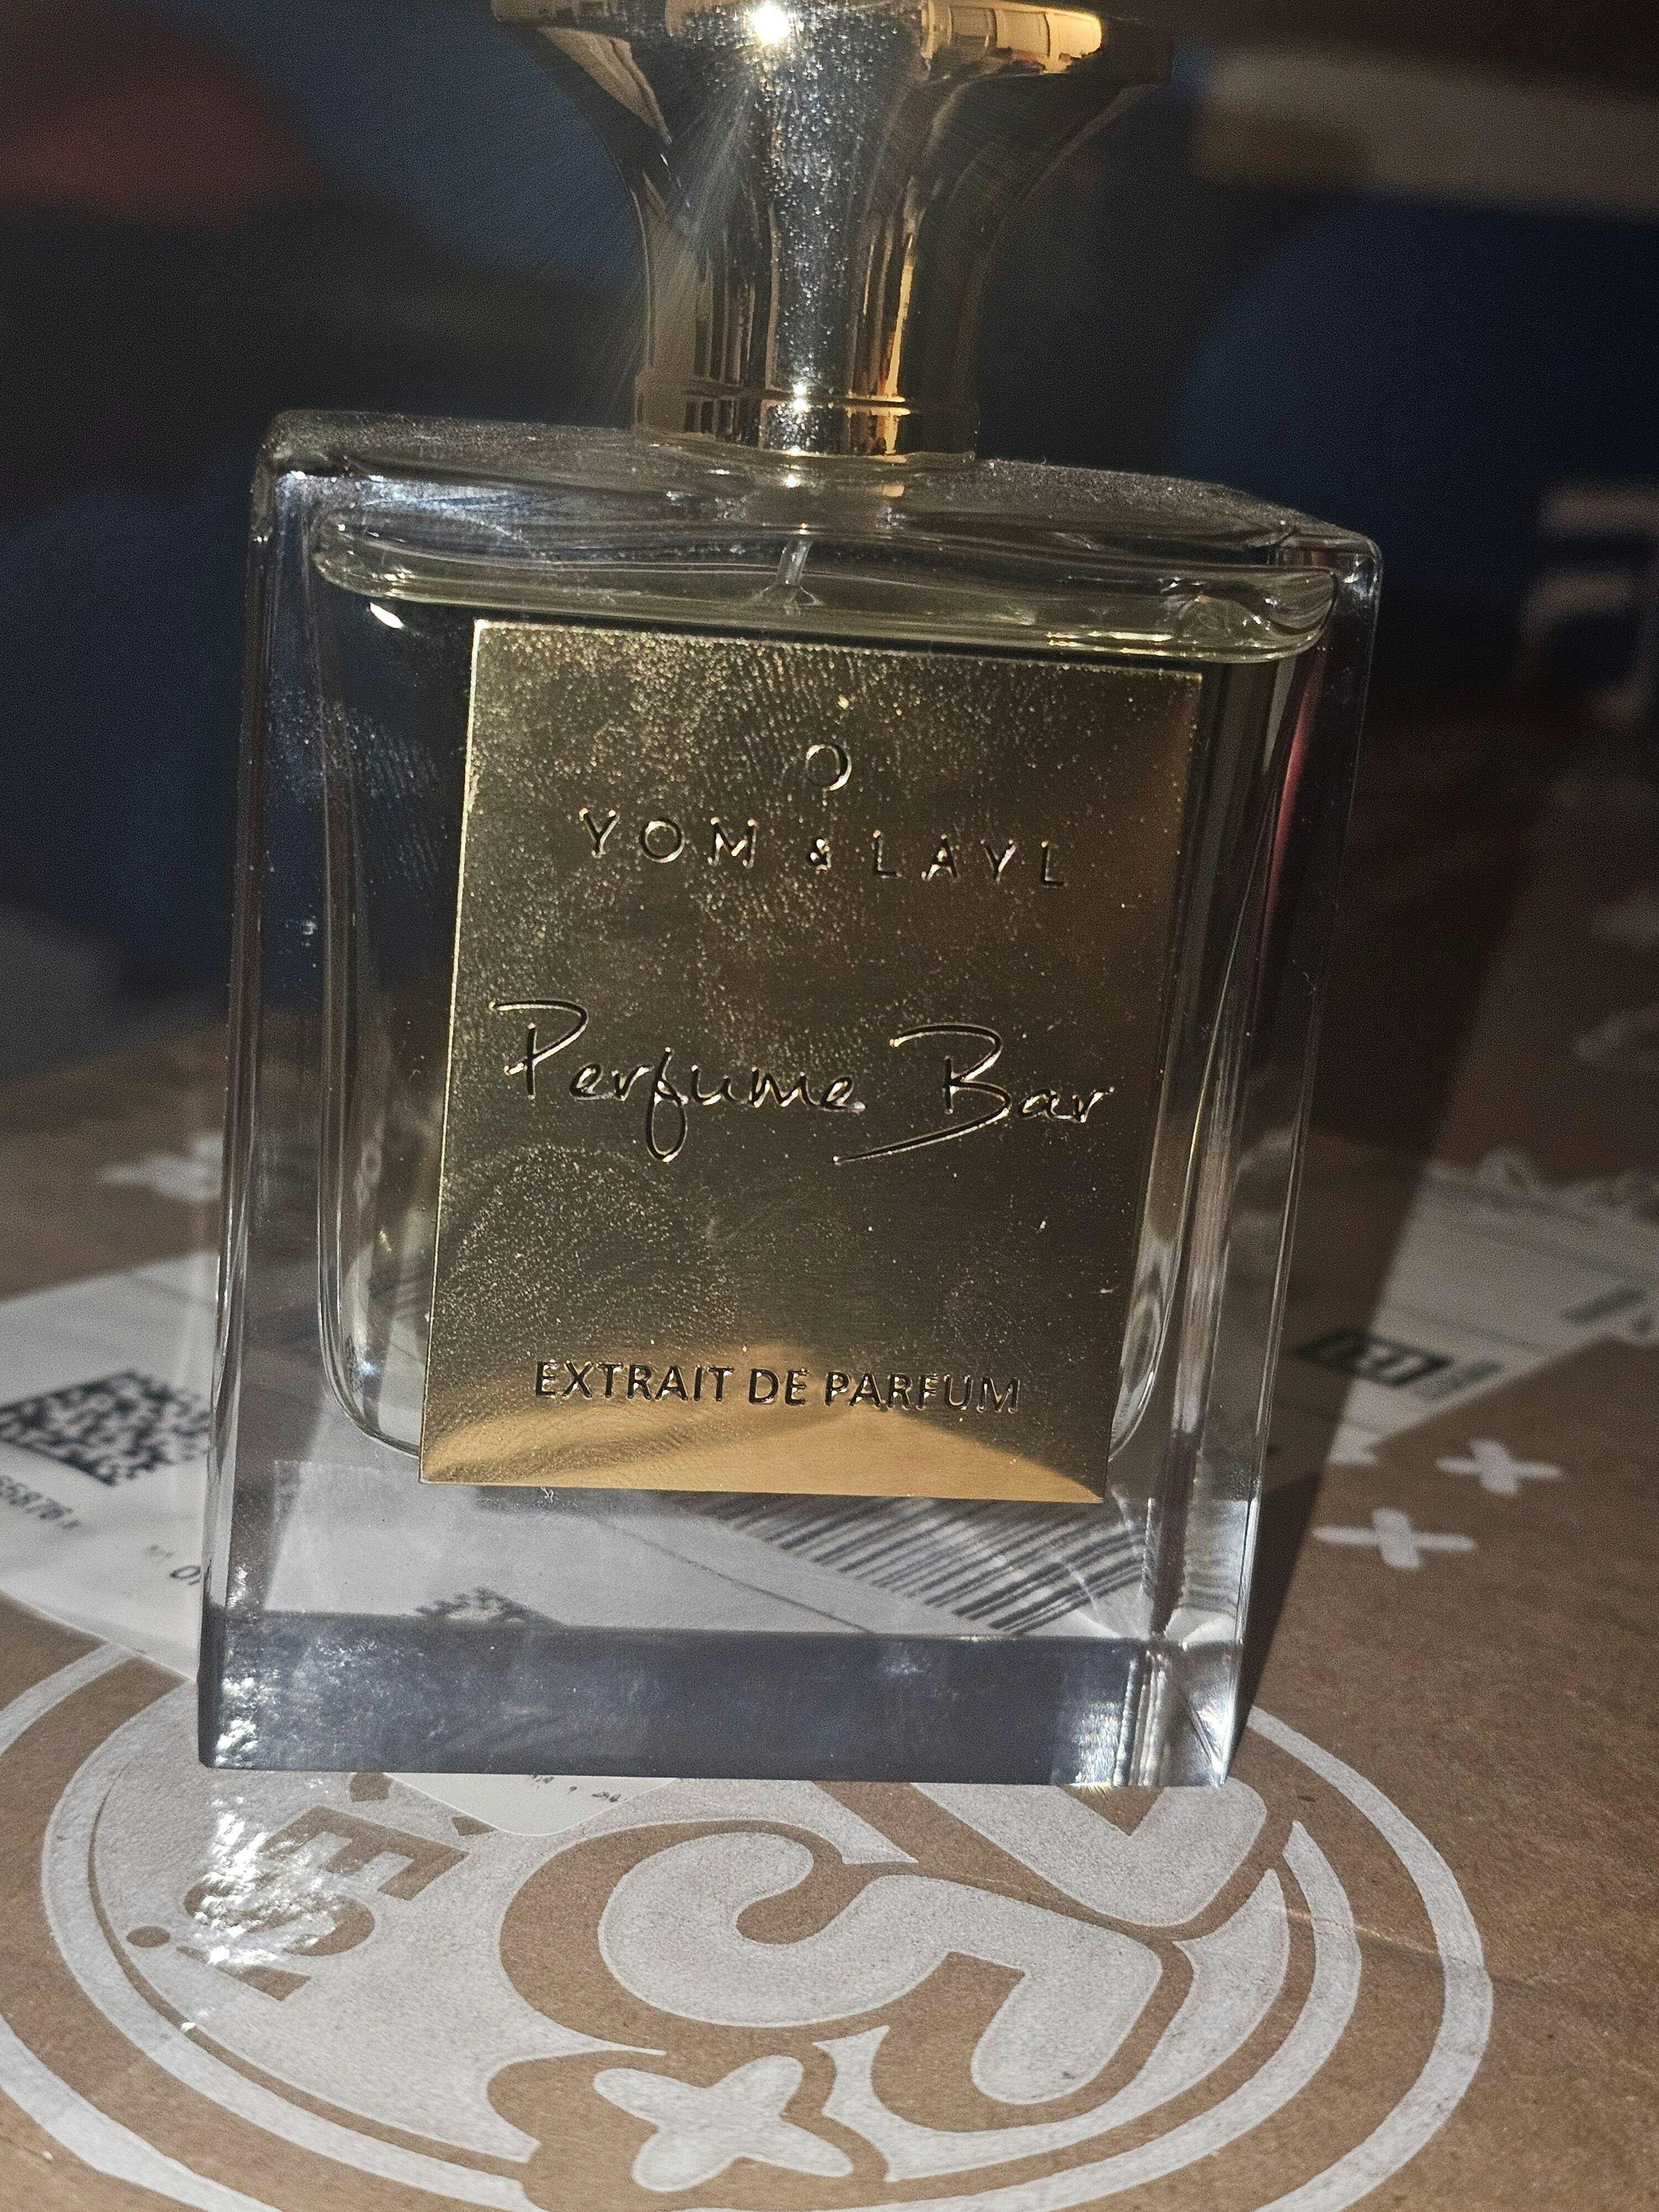 YOM & LAYL
Perfume Bar
EXTRAIT DE PARFUM